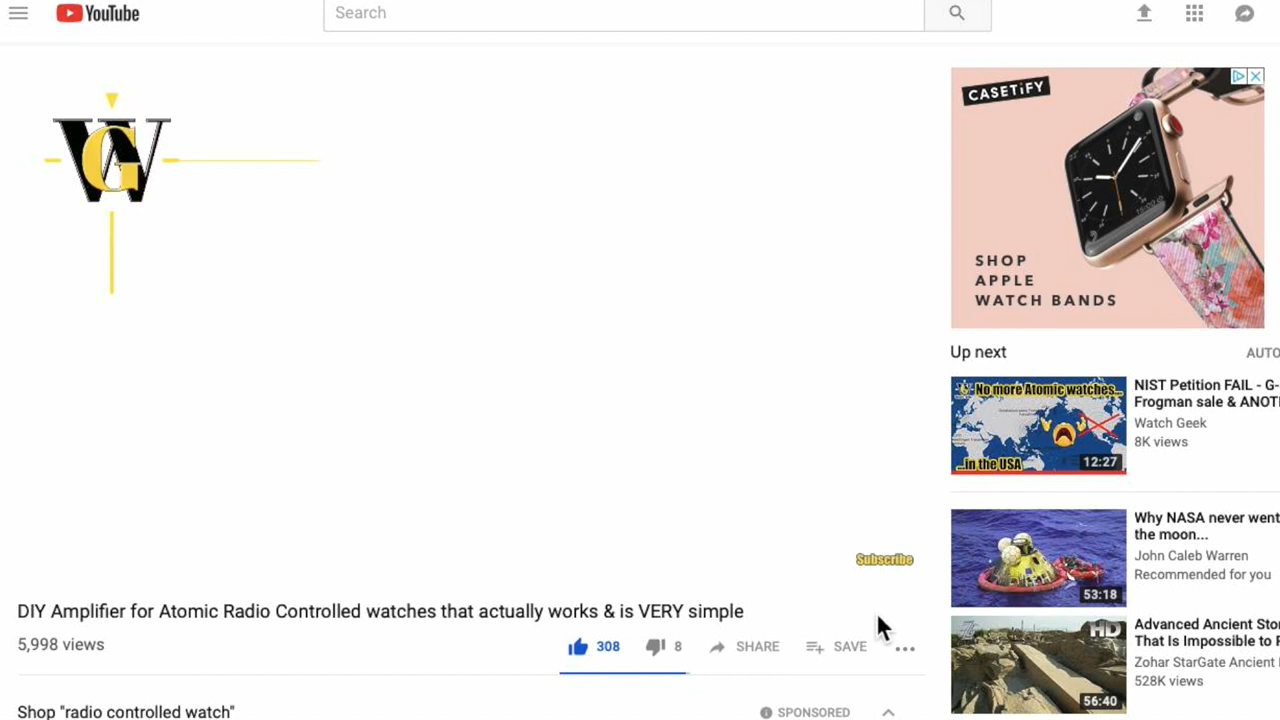 YouTube
Search
WG
CASETiFY
SHOP
APPLE
WATCH BANDS
Up next
AUTO
No more Atomic watches...
...in the USA
12:27
NIST Petition FAIL - G-
Frogman sale & ANOT
Watch Geek
8K views
Why NASA never went
the moon...
John Caleb Warren
Recommended for you
53:18
Subscribe
DIY Amplifier for Atomic Radio Controlled watches that actually works & is VERY simple
5,998 views
308
8
SHARE
SAVE
HD
56:40
Advanced Ancient Sto
That Is Impossible to
Zohar StarGate Ancient
528K views
Shop "radio controlled watch"
SPONSORED